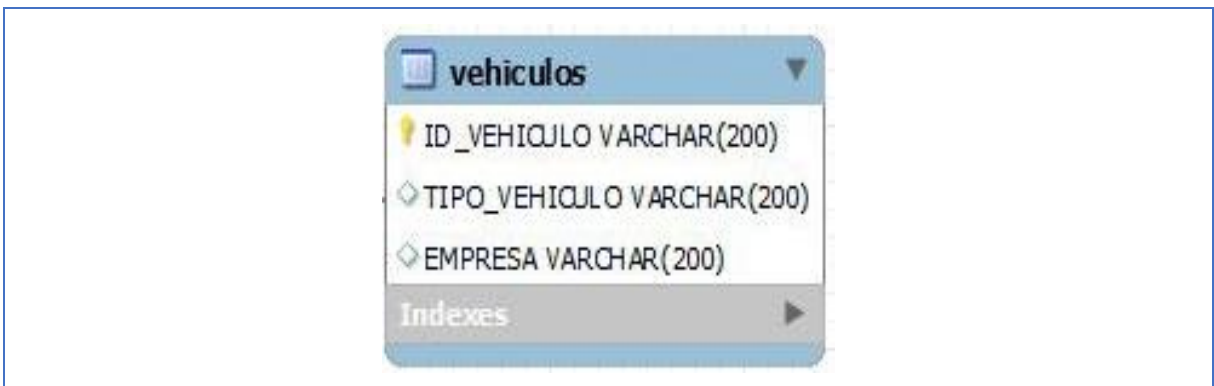 vehiculos
ID_VEHICULO VARCHAR(200)
TIPO_VEHICULO VARCHAR(200)
EMPRESA VARCHAR(200)
Indexes